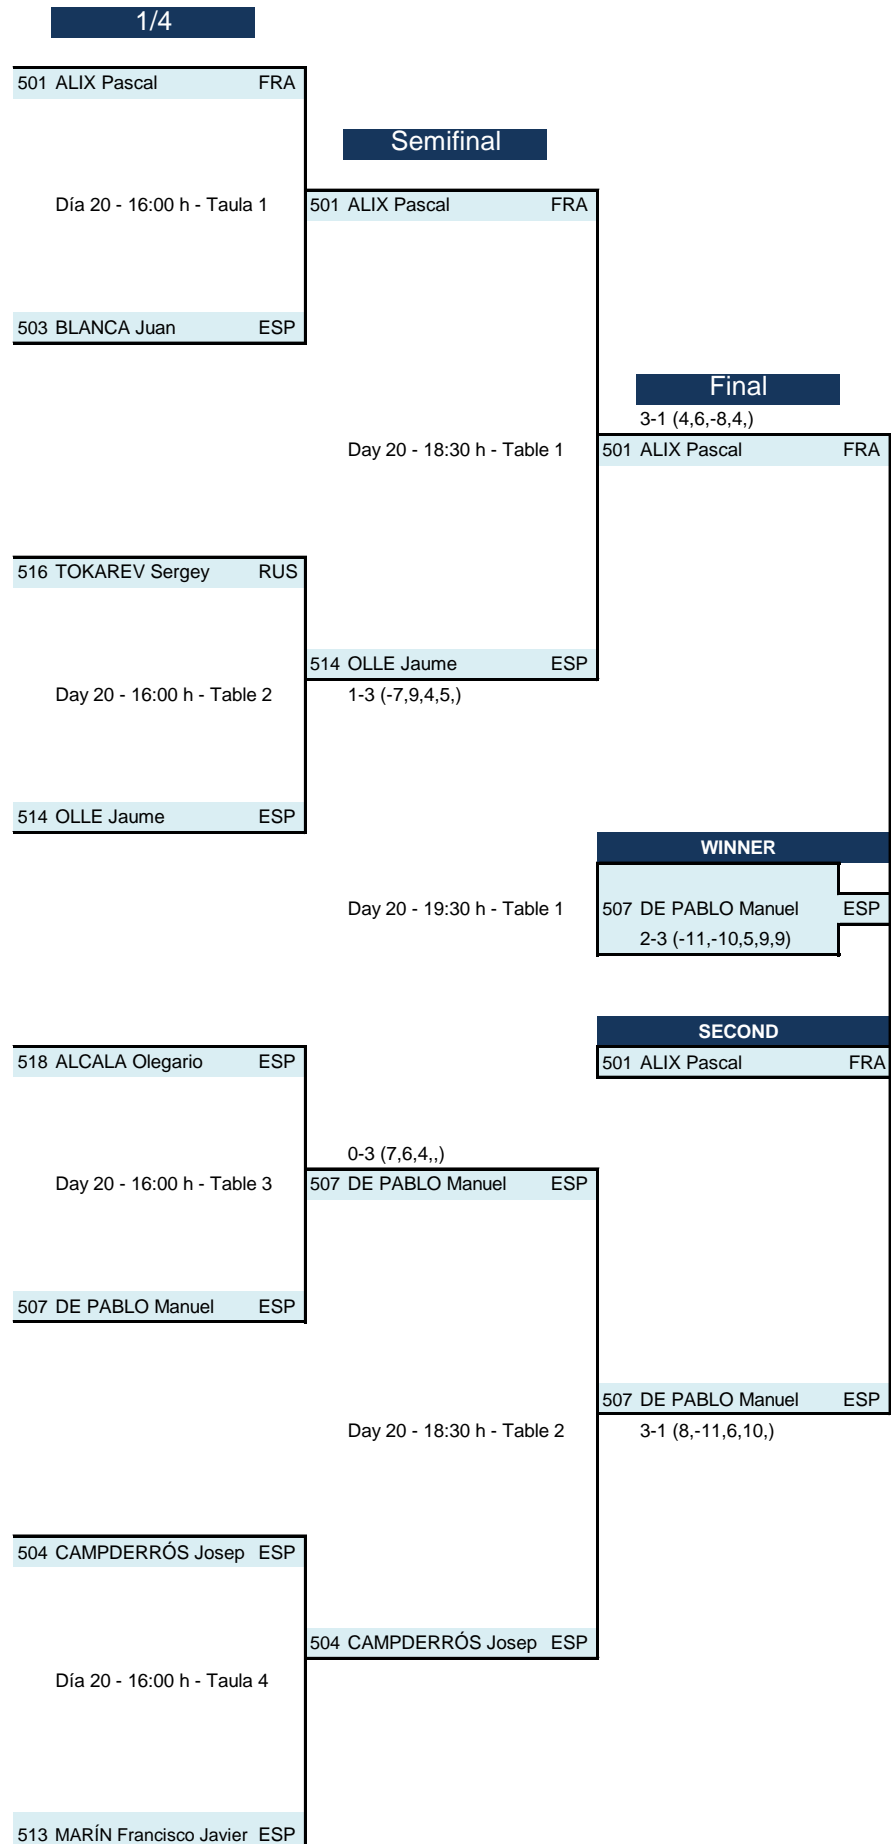 1/4
501 ALIX Pascal FRA
Semifinal
Día 20 - 16:00 h - Taula 1
501 ALIX Pascal FRA
503 BLANCA Juan ESP
Final
3-1 (4,6,-8,4,)
Day 20 - 18:30 h - Table 1
501 ALIX Pascal FRA
516 TOKAREV Sergey RUS
514 OLLE Jaume ESP
Day 20 - 16:00 h - Table 2
1-3 (-7,9,4,5,)
514 OLLE Jaume ESP
WINNER
Day 20 - 19:30 h - Table 1
507 DE PABLO Manuel ESP
2-3 (-11,-10,5,9,9)
SECOND
518 ALCALA Olegario ESP
501 ALIX Pascal FRA
0-3 (7,6,4,,)
Day 20 - 16:00 h - Table 3
507 DE PABLO Manuel ESP
507 DE PABLO Manuel ESP
507 DE PABLO Manuel ESP
Day 20 - 18:30 h - Table 2
3-1 (8,-11,6,10,)
504 CAMPDERRÓS Josep ESP
504 CAMPDERRÓS Josep ESP
Día 20 - 16:00 h - Taula 4
513 MARÍN Francisco Javier ESP